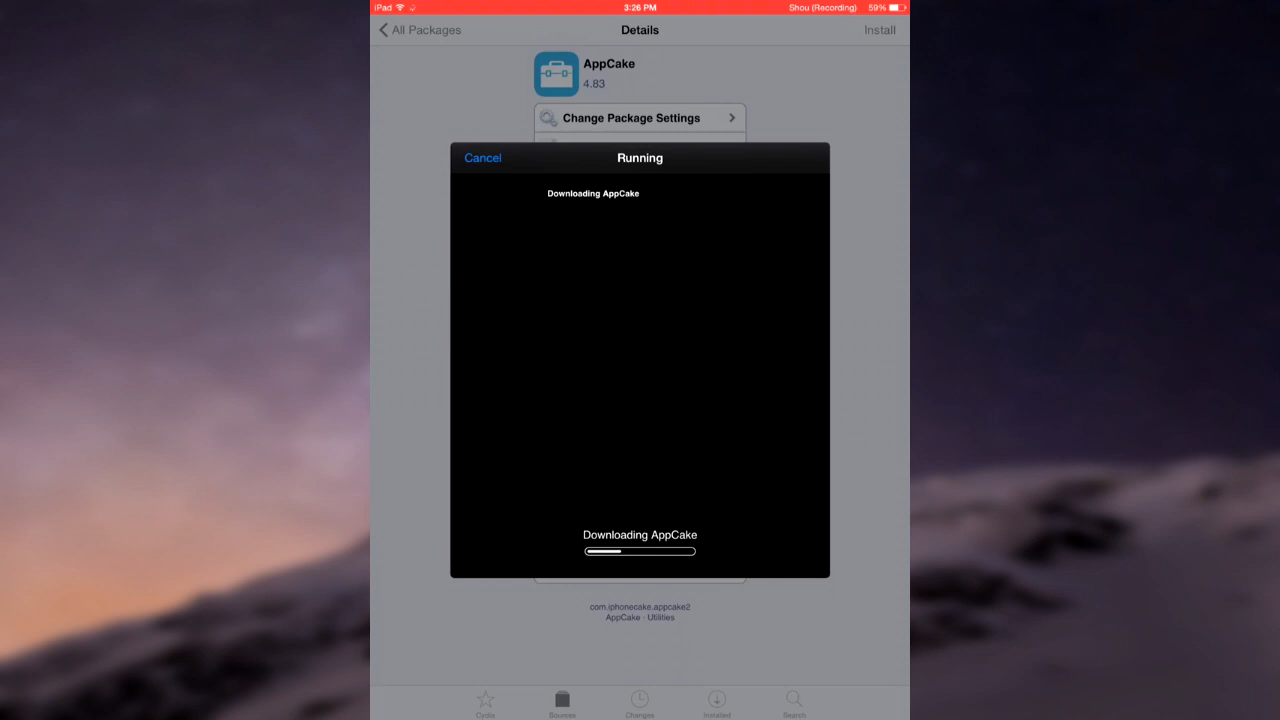 iPad 3:26 PM Shou (Recording) 59%
All Packages Details Install
AppCake
4.83
Change Package Settings
Cancel Running
Downloading AppCake
Downloading AppCake
com.iphonecake.appcake2
AppCake · Utilities
Cydia Sources Changes Installed Search